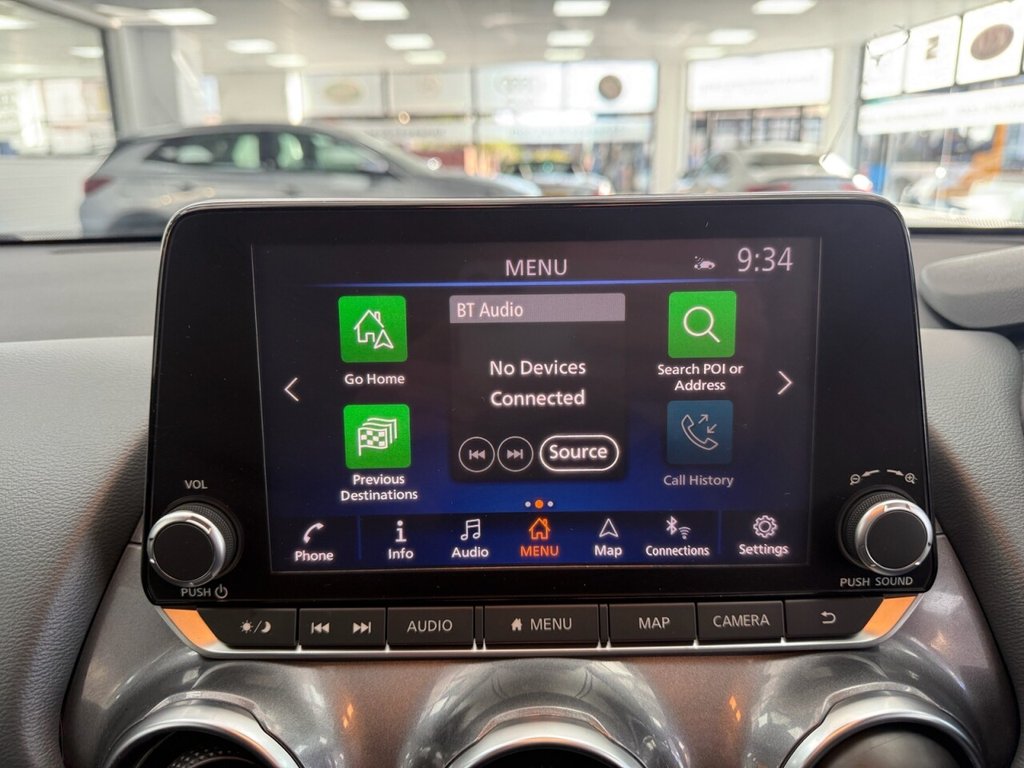 MENU
9:34
BT Audio
No Devices
Connected
Source
Go Home
Previous
Destinations
Search POI or
Address
Call History
Phone
Info
Audio
MENU
Map
Connections
Settings
VOL
PUSH
PUSH SOUND
AUDIO
MENU
MAP
CAMERA